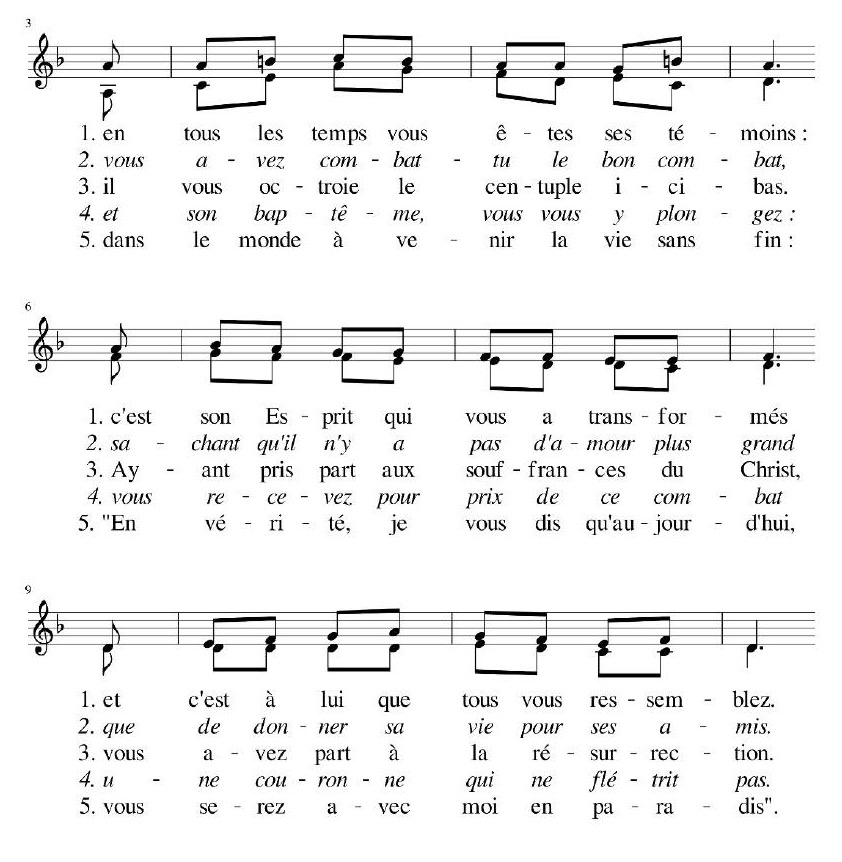 3
1. en tous les temps vous ê - tes ses té - moins :
2. vous a - vez com - bat - tu le bon com - bat,
3. il vous oc - troie le cen - tuple i - ci - bas.
4. et son bap - tê - me, vous vous y plon - gez :
5. dans le monde à ve - nir la vie sans fin :
6
1. c'est son Es - prit qui vous a trans - for - més
2. sa - chant qu'il n'y a pas d'a - mour plus grand
3. Ay - ant pris part aux souf - fran - ces du Christ,
4. vous re - ce - vez pour prix de ce com - bat
5. "En vé - ri - té, je vous dis qu'au - jour - d'hui,
9
1. et c'est à lui que tous vous res - sem - blez.
2. que de don - ner sa vie pour ses a - mis.
3. vous a - vez part à la ré - sur - rec - tion.
4. u - ne cou - ron - ne qui ne flé - trit pas.
5. vous se - rez a - vec moi en pa - ra - dis".